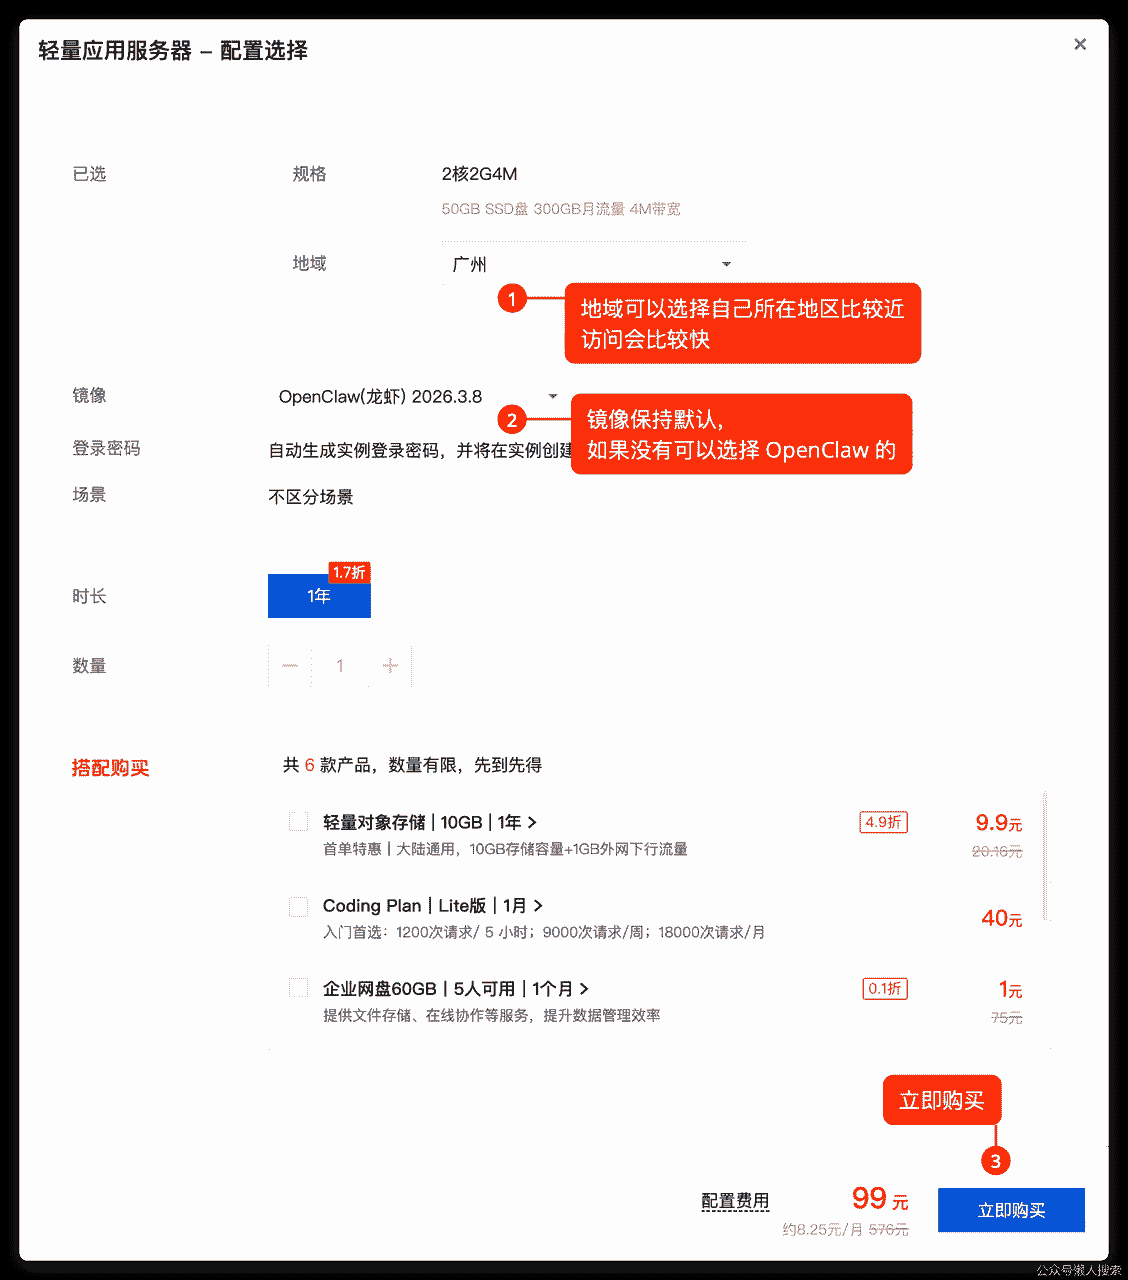 轻量应用服务器 – 配置选择
×
已选
规格
2核2G4M
50GB SSD盘 300GB月流量 4M带宽
地域
广州
1
地域可以选择自己所在地区比较近
访问会比较快
镜像
OpenClaw(龙虾) 2026.3.8
2
镜像保持默认,
如果没有可以选择 OpenClaw 的
登录密码
自动生成实例登录密码，并将在实例创建
场景
不区分场景
时长
1.7折
1年
数量
— 1 +
搭配购买
共 6 款产品，数量有限，先到先得
轻量对象存储 | 10GB | 1年 >
4.9折
9.9元
首单特惠 | 大陆通用，10GB存储容量+1GB外网下行流量
20.16元
Coding Plan | Lite版 | 1月 >
40元
入门首选：1200次请求/ 5 小时；9000次请求/周；18000次请求/月
企业网盘60GB | 5人可用 | 1个月 >
0.1折
1元
提供文件存储、在线协作等服务，提升数据管理效率
75元
立即购买
3
配置费用
99 元
约8.25元/月 576元
立即购买
公众号懒人搜索